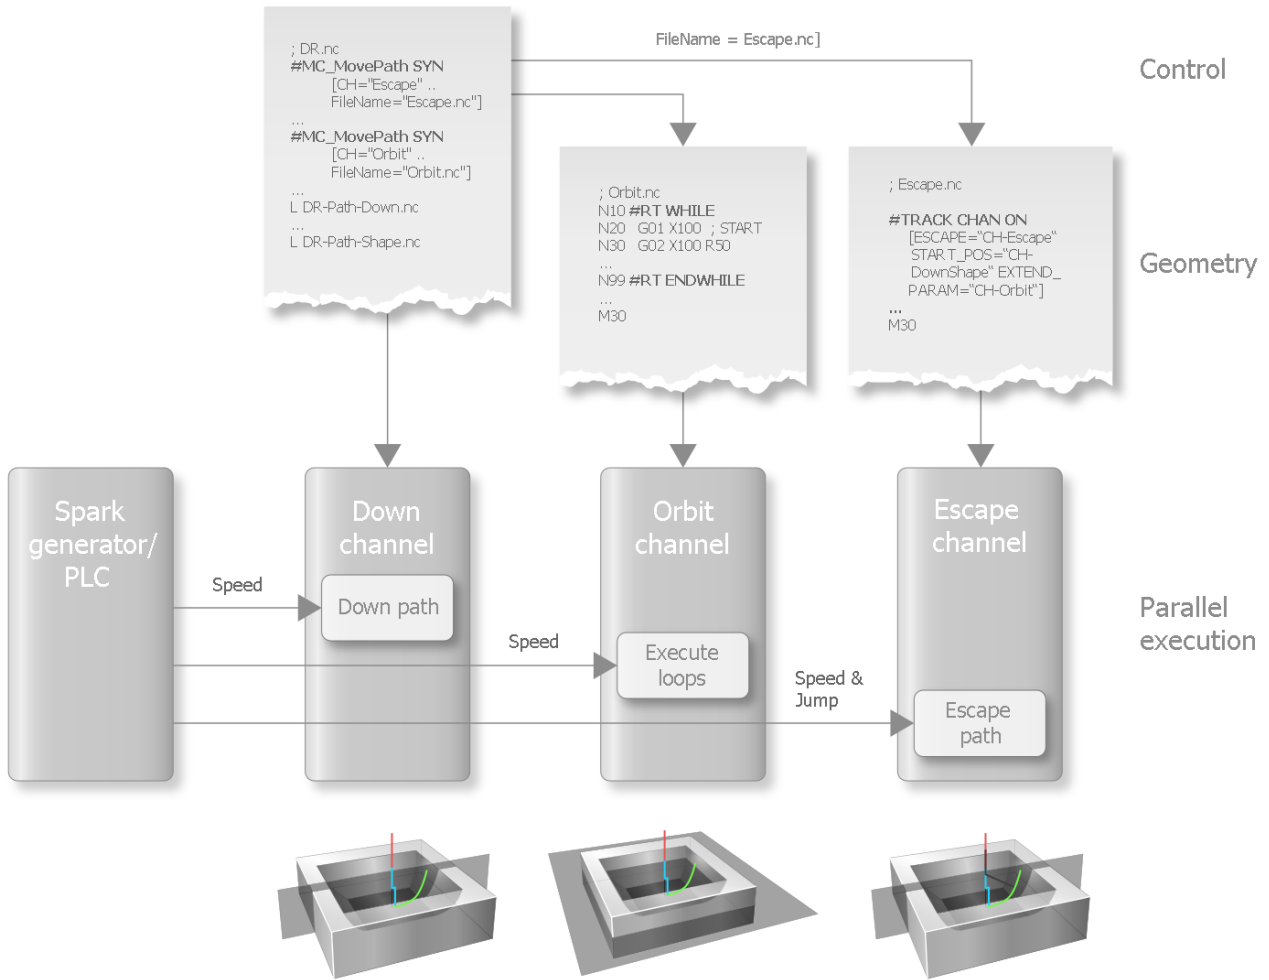 FileName = Escape.nc]
Control
; DR.nc
#MC_MovePath SYN
[CH="Escape" ..
FileName="Escape.nc"]
...
#MC_MovePath SYN
[CH="Orbit" ..
FileName="Orbit.nc"]
...
L DR-Path-Down.nc
...
L DR-Path-Shape.nc
; Orbit.nc
N10 #RT WHILE
N20 G01 X100 ; START
N30 G02 X100 R50
...
N99 #RT ENDWHILE
...
M30
; Escape.nc
#TRACK CHAN ON
[ESCAPE="CH-Escape"
START_POS="CH-
DownShape" EXTEND_
PARAM="CH-Orbit"]
...
M30
Geometry
Spark
generator/
PLC
Down
channel
Orbit
channel
Escape
channel
Speed
Down path
Speed
Execute
loops
Speed &
Jump
Escape
path
Parallel
execution